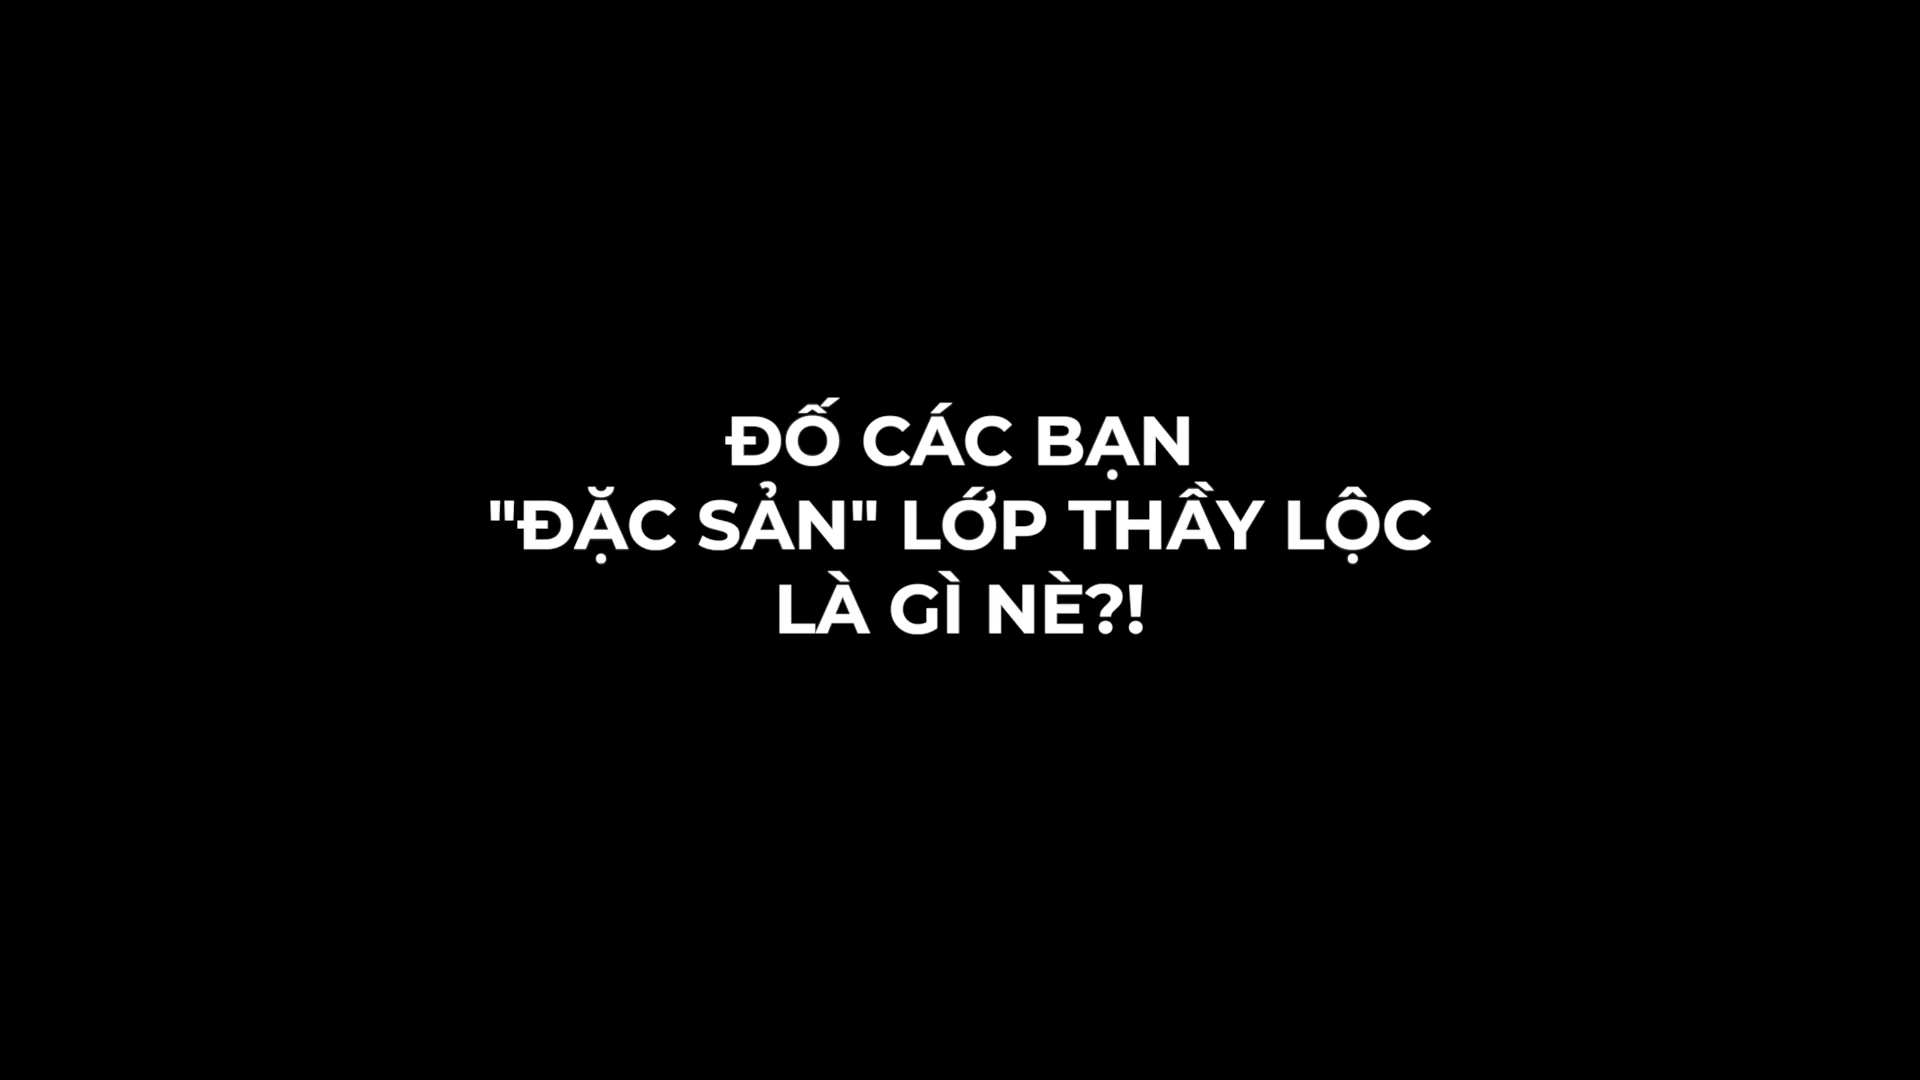 ĐỐ CÁC BẠN
"ĐẶC SẢN" LỚP THẦY LỘC
LÀ GÌ NÈ?!